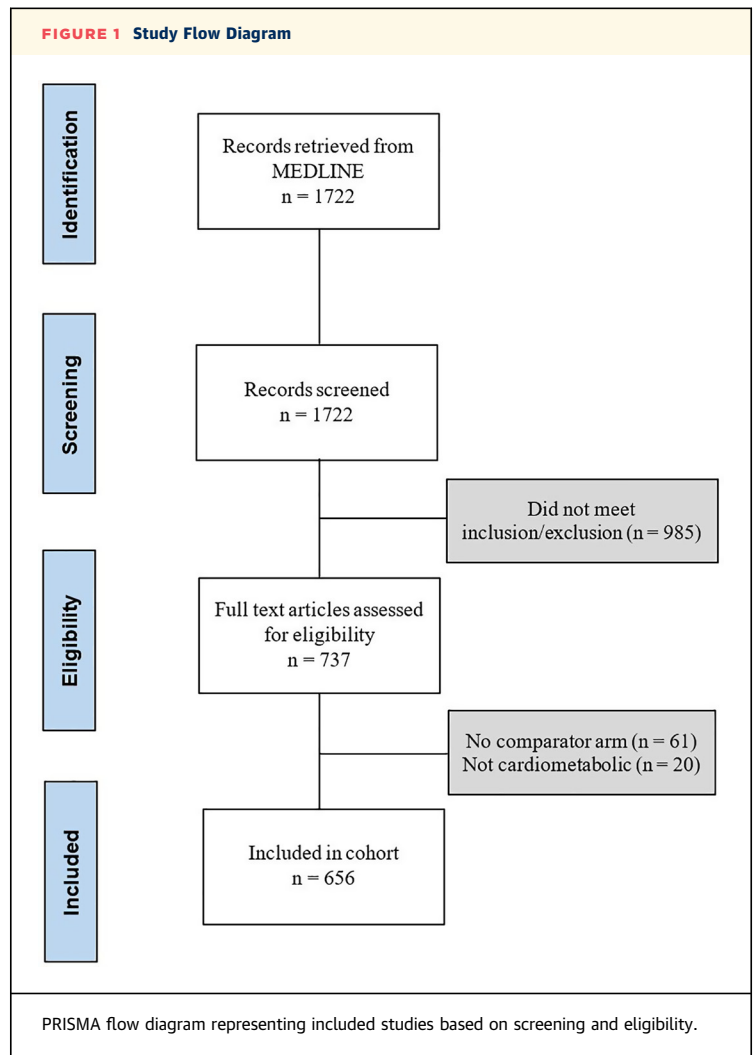 FIGURE 1 Study Flow Diagram
Identification
Records retrieved from
MEDLINE
n = 1722
Screening
Records screened
n = 1722
Did not meet
inclusion/exclusion (n = 985)
Eligibility
Full text articles assessed
for eligibility
n = 737
No comparator arm (n = 61)
Not cardiometabolic (n = 20)
Included
Included in cohort
n = 656
PRISMA flow diagram representing included studies based on screening and eligibility.